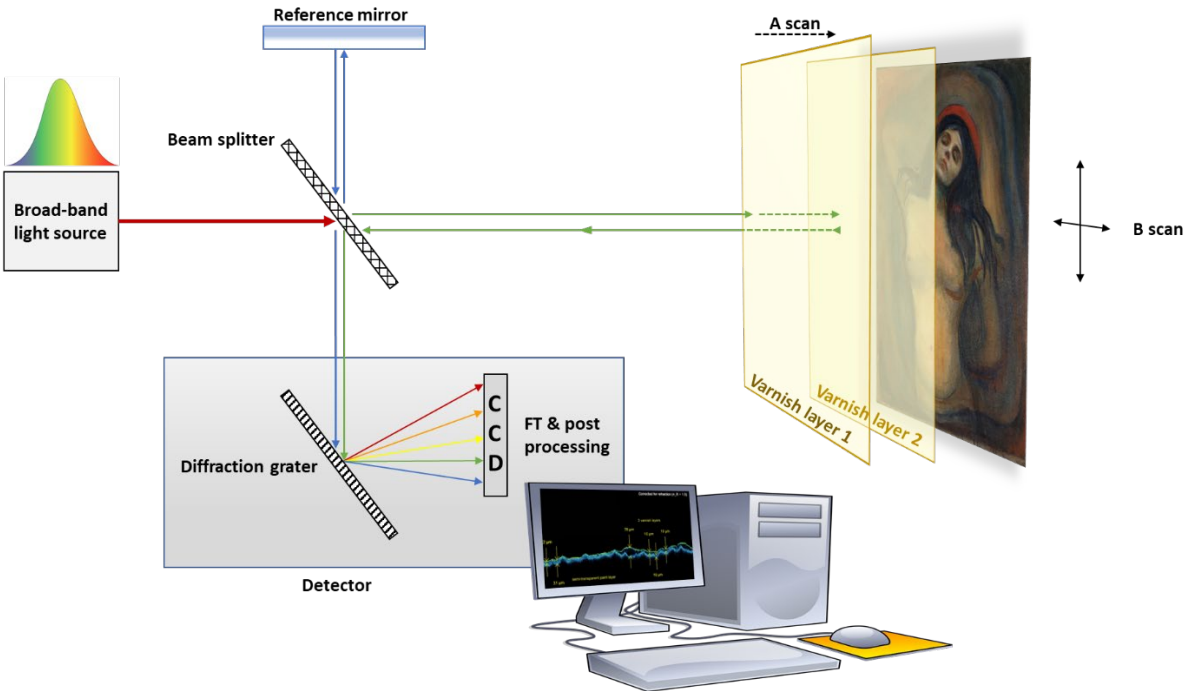 Reference mirror
A scan
Beam splitter
Broad-band
light source
B scan
Varnish layer 1
Varnish layer 2
C
C
D
FT & post
processing
Diffraction grater
Detector